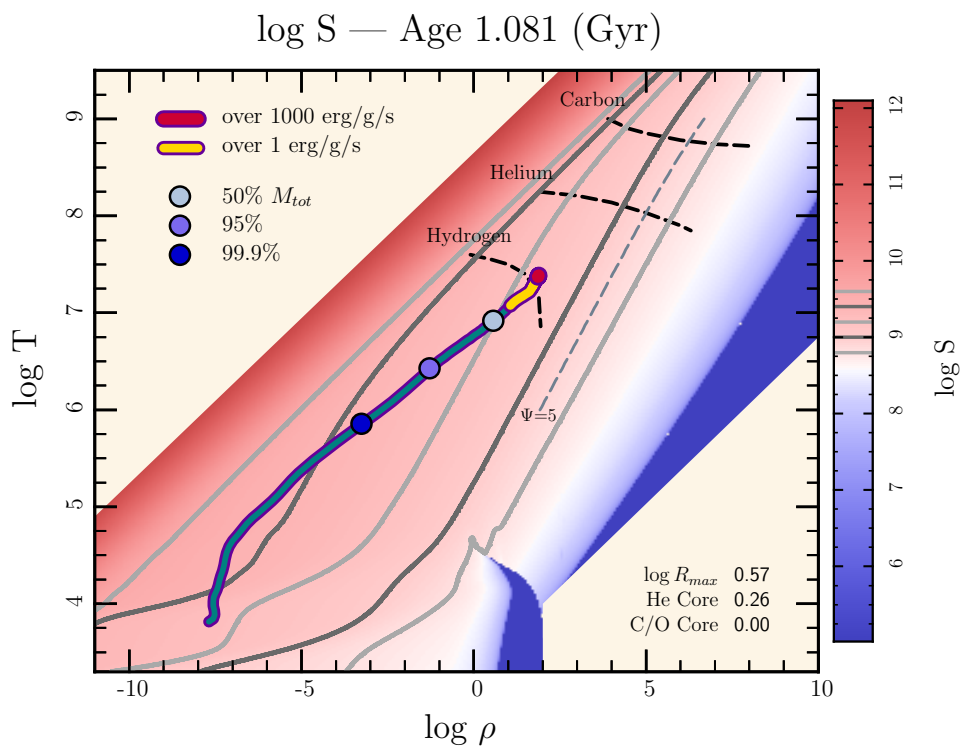 log S — Age 1.081 (Gyr)
over 1000 erg/g/s
over 1 erg/g/s
50% M_tot
95%
99.9%
Carbon
Helium
Hydrogen
Ψ=5
log R_max 0.57
He Core 0.26
C/O Core 0.00
log T
9
8
7
6
5
4
-10
-5
0
5
10
log ρ
12
11
10
9
8
7
6
log S